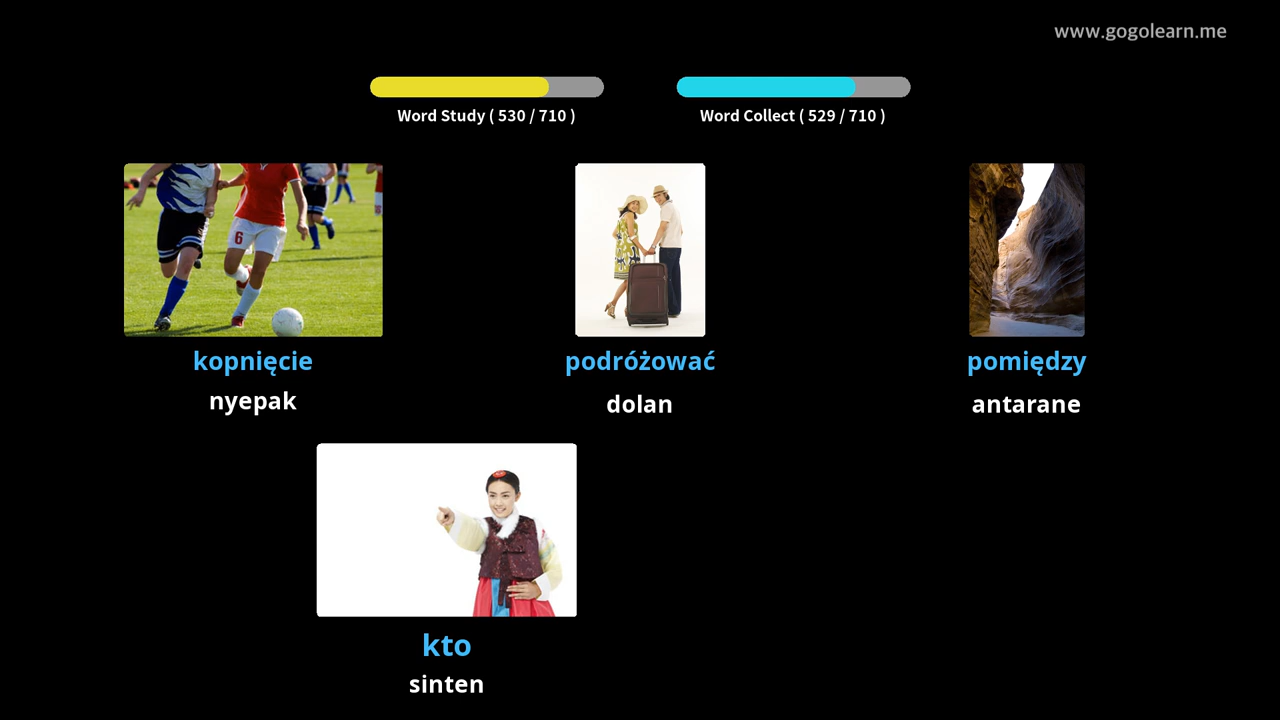 www.gogolearn.me
Word Study ( 530 / 710 )
Word Collect ( 529 / 710 )
6
kopnięcie
podróżować
pomiędzy
nyepak
dolan
antarane
kto
sinten